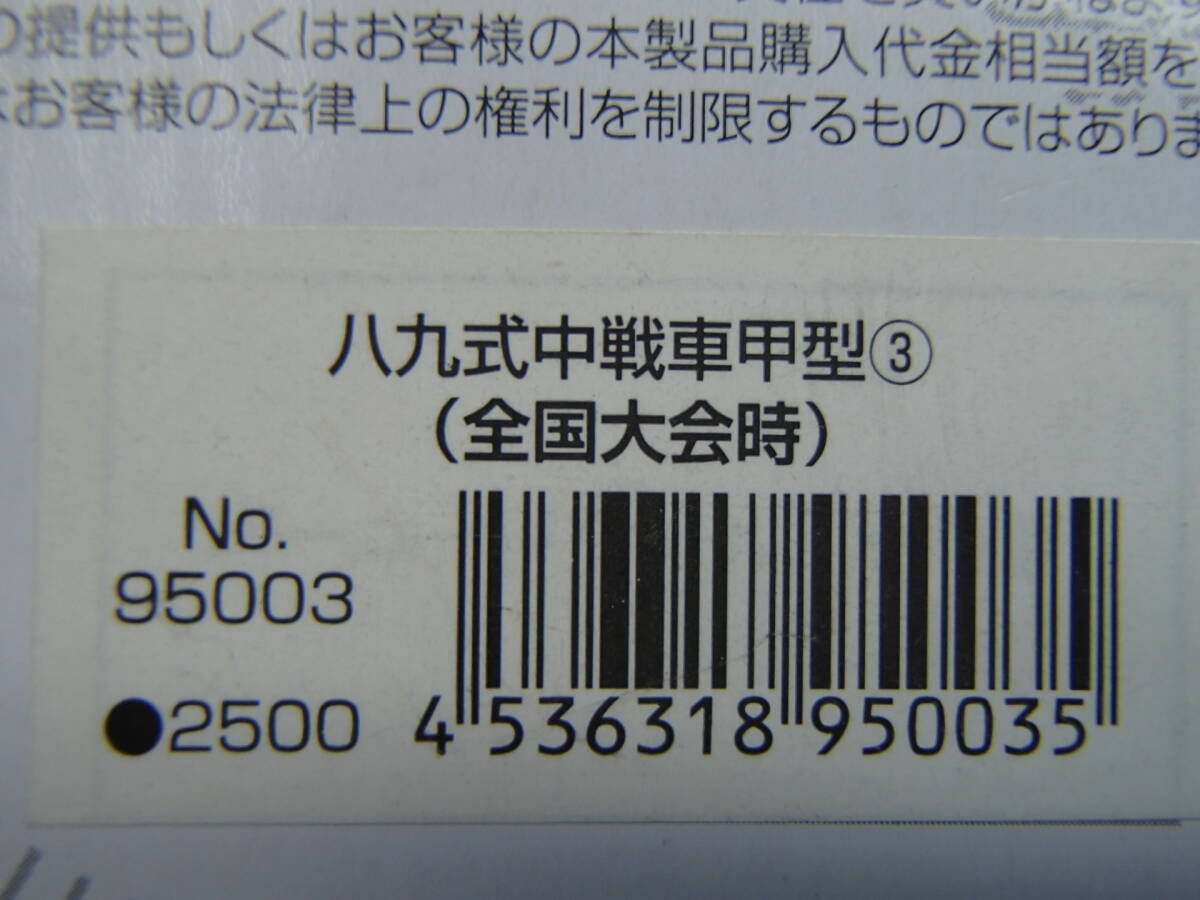 の提供もしくはお客様の本製品購入代金相当額を
はお客様の法律上の権利を制限するものではありま
八九式中戦車甲型③
(全国大会時)
No.
95003
●2500
4 536318 950035